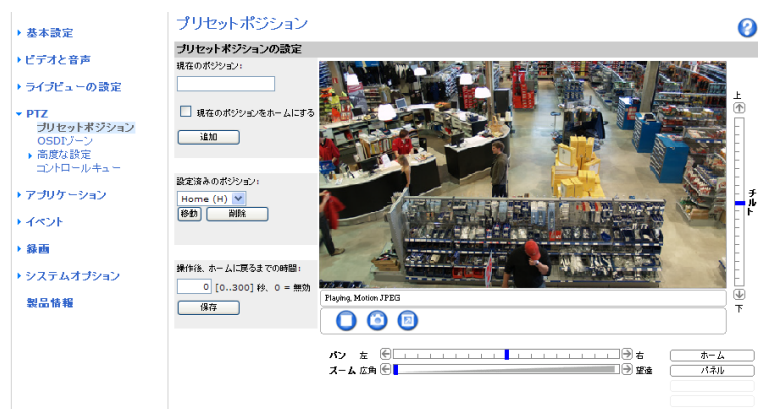 プリセットポジション
基本設定
ビデオと音声
ライブビューの設定
PTZ
プリセットポジション
OSDIゾーン
高度な設定
コントロールキュー
アプリケーション
イベント
録画
システムオプション
製品情報
プリセットポジションの設定
現在のポジション:
現在のポジションをホームにする
追加
設定済みのポジション:
Home (H)
移動 削除
操作後、ホームに戻るまでの時間:
0 [0..300] 秒、0 = 無効
保存
Playing, Motion JPEG
上
チルト
下
パン 左 右 ホーム
ズーム 広角 望遠 パネル